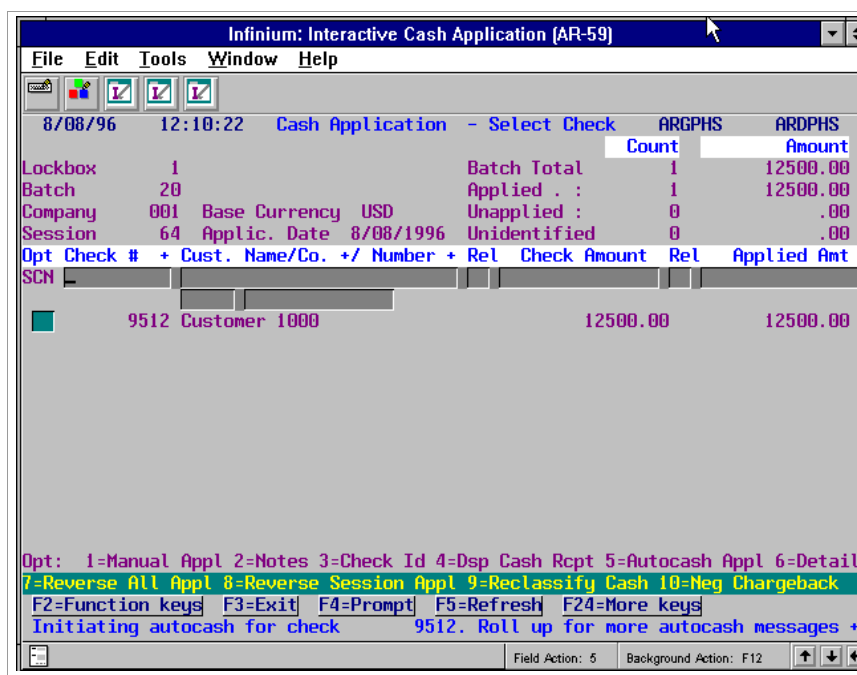 Infinium: Interactive Cash Application (AR-59)
File Edit Tools Window Help
8/08/96 12:10:22 Cash Application - Select Check ARGPHS ARDPHS
Count Amount
Lockbox 1 Batch Total 1 12500.00
Batch 20 Applied . : 1 12500.00
Company 001 Base Currency USD Unapplied : 0 .00
Session 64 Applic. Date 8/08/1996 Unidentified 0 .00
Opt Check # + Cust. Name/Co. +/ Number + Rel Check Amount Rel Applied Amt
SCN
9512 Customer 1000 12500.00 12500.00
Opt: 1=Manual Appl 2=Notes 3=Check Id 4=Dsp Cash Rcpt 5=Autocash Appl 6=Detail
7=Reverse All Appl 8=Reverse Session Appl 9=Reclassify Cash 10=Neg Chargeback
F2=Function keys F3=Exit F4=Prompt F5=Refresh F24=More keys
Initiating autocash for check 9512. Roll up for more autocash messages +
Field Action: 5 Background Action: F12